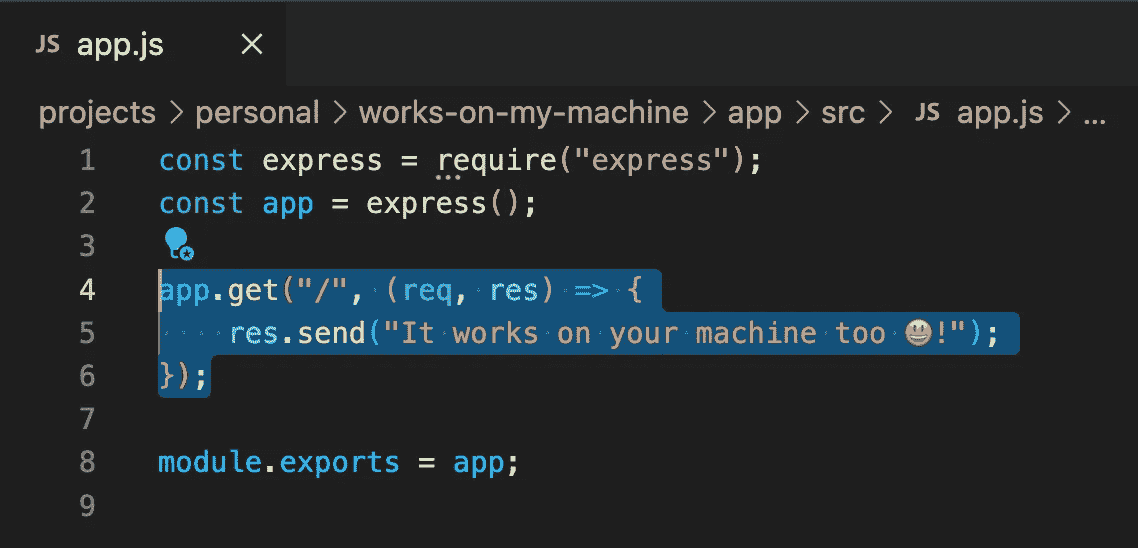 JS app.js ×
projects > personal > works-on-my-machine > app > src > JS app.js > ...
1 const express = require("express");
2 const app = express();
3
4 app.get("/", (req, res) => {
5     res.send("It works on your machine too 😃!");
6 });
7
8 module.exports = app;
9